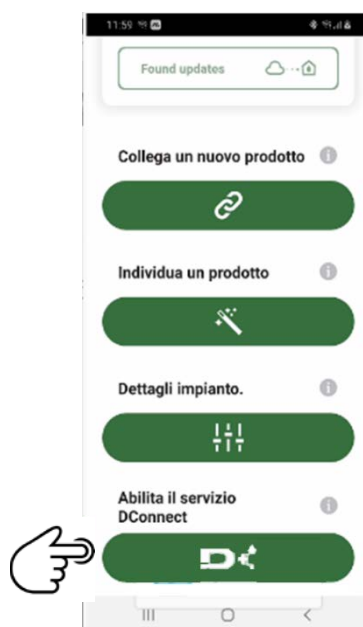 11:59
Found updates
Collega un nuovo prodotto
Individua un prodotto
Dettagli impianto.
Abilita il servizio
DConnect
D